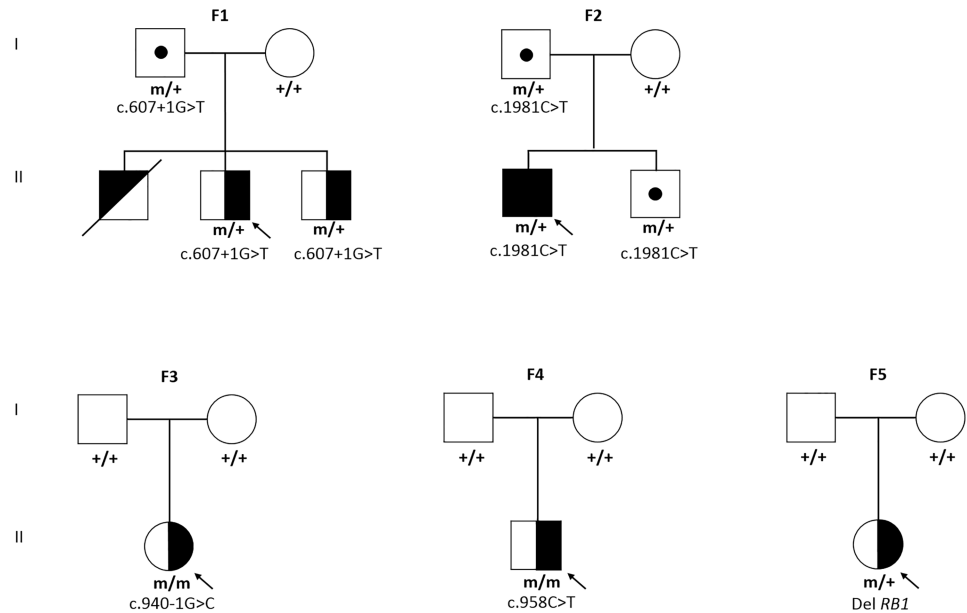 F1 F2
I
m/+ +/+ m/+ +/+
c.607+1G>T c.1981C>T
II
m/+ m/+ m/+ m/+
c.607+1G>T c.607+1G>T c.1981C>T c.1981C>T
F3 F4 F5
I
+/+ +/+ +/+ +/+ +/+ +/+
II
m/m m/m m/+
c.940-1G>C c.958C>T Del RB1